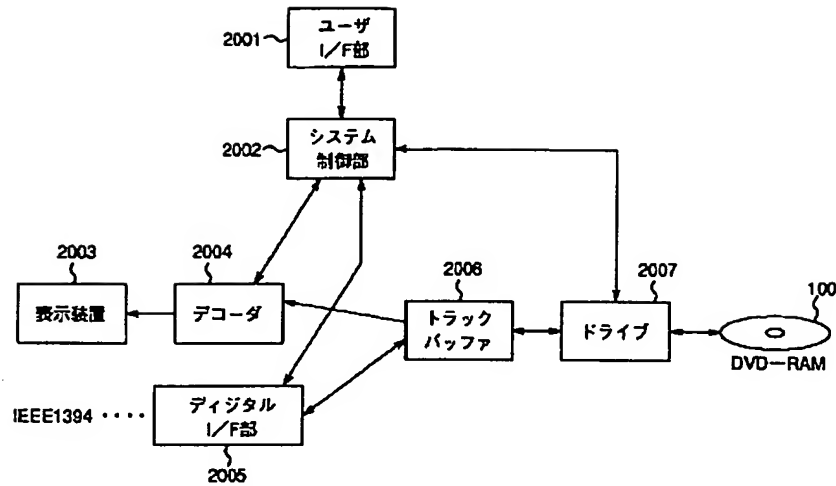 2001
ユーザ
I/F部
2002
システム
制御部
2003
表示装置
2004
デコーダ
2006
トラック
バッファ
2007
ドライブ
100
DVD-RAM
IEEE1394 ····
ディジタル
I/F部
2005